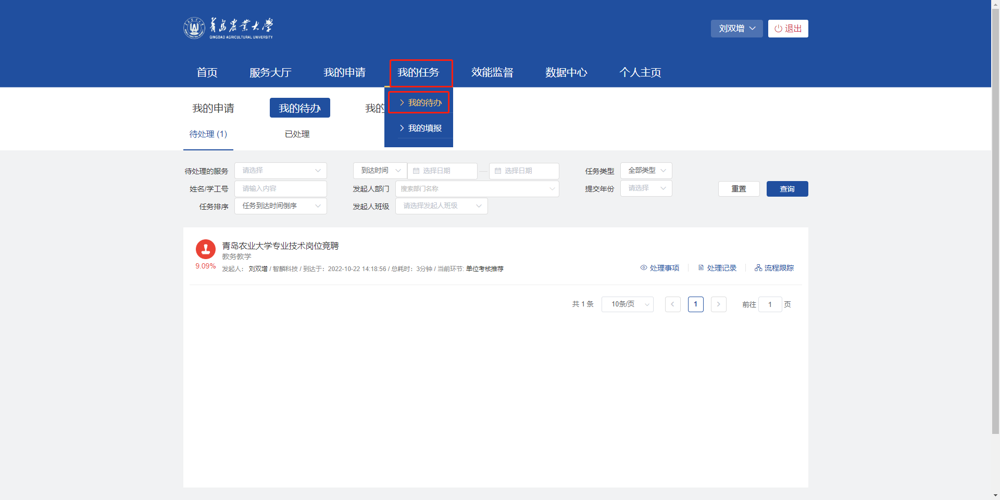 青岛农业大学
QINGDAO AGRICULTURAL UNIVERSITY
刘双增
退出
首页 服务大厅 我的申请 我的任务 效能监督 数据中心 个人主页
我的申请 我的待办 我的
我的待办
我的填报
待处理 (1) 已处理
待处理的服务 请选择 到达时间 选择日期 — 选择日期 任务类型 全部类型
姓名/学工号 请输入内容 发起人部门 搜索部门名称 提交年份 请选择 重置 查询
任务排序 任务到达时间倒序 发起人班级 请选择发起人班级
青岛农业大学专业技术岗位竞聘
教务教学
9.09% 发起人： 刘双增 / 智麟科技 / 到达于：2022-10-22 14:18:56 / 总耗时：3分钟 / 当前环节: 单位考核推荐
处理事项 处理记录 流程跟踪
共 1 条 10条/页 < 1 > 前往 1 页